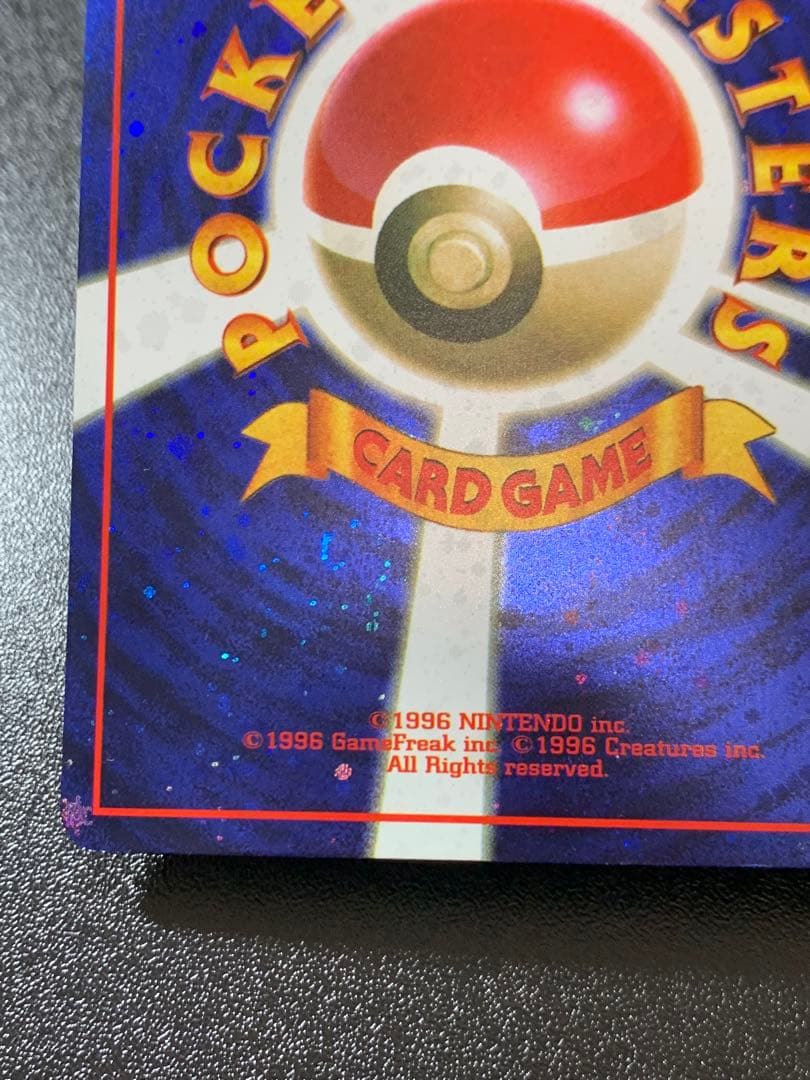 POCKE
STERS
CARD GAME
©1996 NINTENDO inc.
©1996 GameFreak inc. ©1996 Creatures inc.
All Rights reserved.